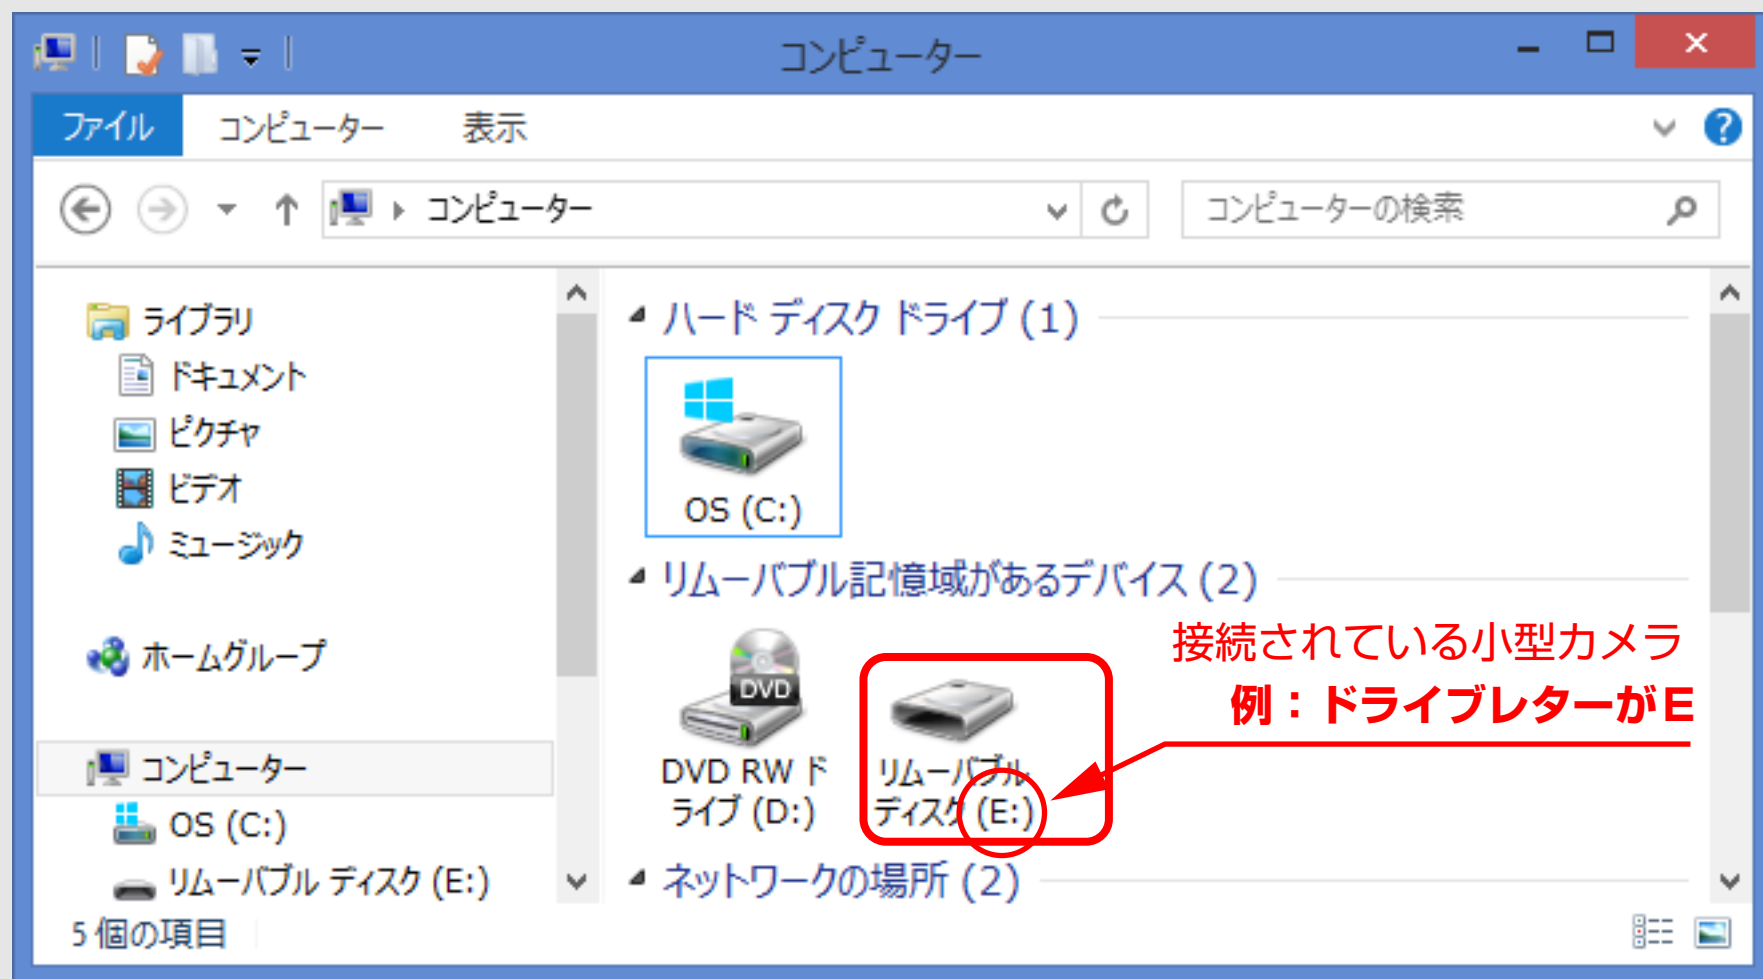 コンピューター
ファイル コンピューター 表示
コンピューター
コンピューターの検索
ライブラリ
ドキュメント
ピクチャ
ビデオ
ミュージック
ホームグループ
コンピューター
OS (C:)
リムーバブル ディスク (E:)
ハード ディスク ドライブ (1)
OS (C:)
リムーバブル記憶域があるデバイス (2)
接続されている小型カメラ
例：ドライブレターがE
DVD
DVD RW ド
ライブ (D:)
リムーバブル
ディスク (E:)
ネットワークの場所 (2)
5 個の項目